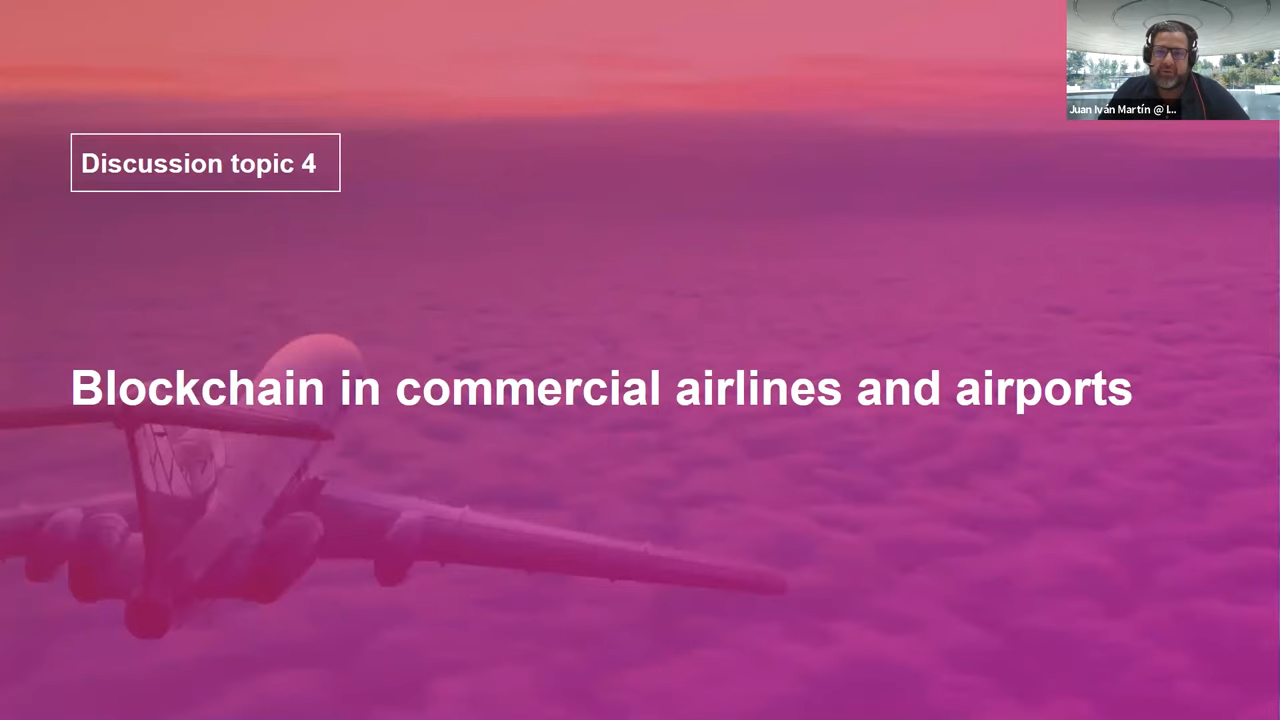 Juan Iván Martín @ I...
Discussion topic 4
Blockchain in commercial airlines and airports